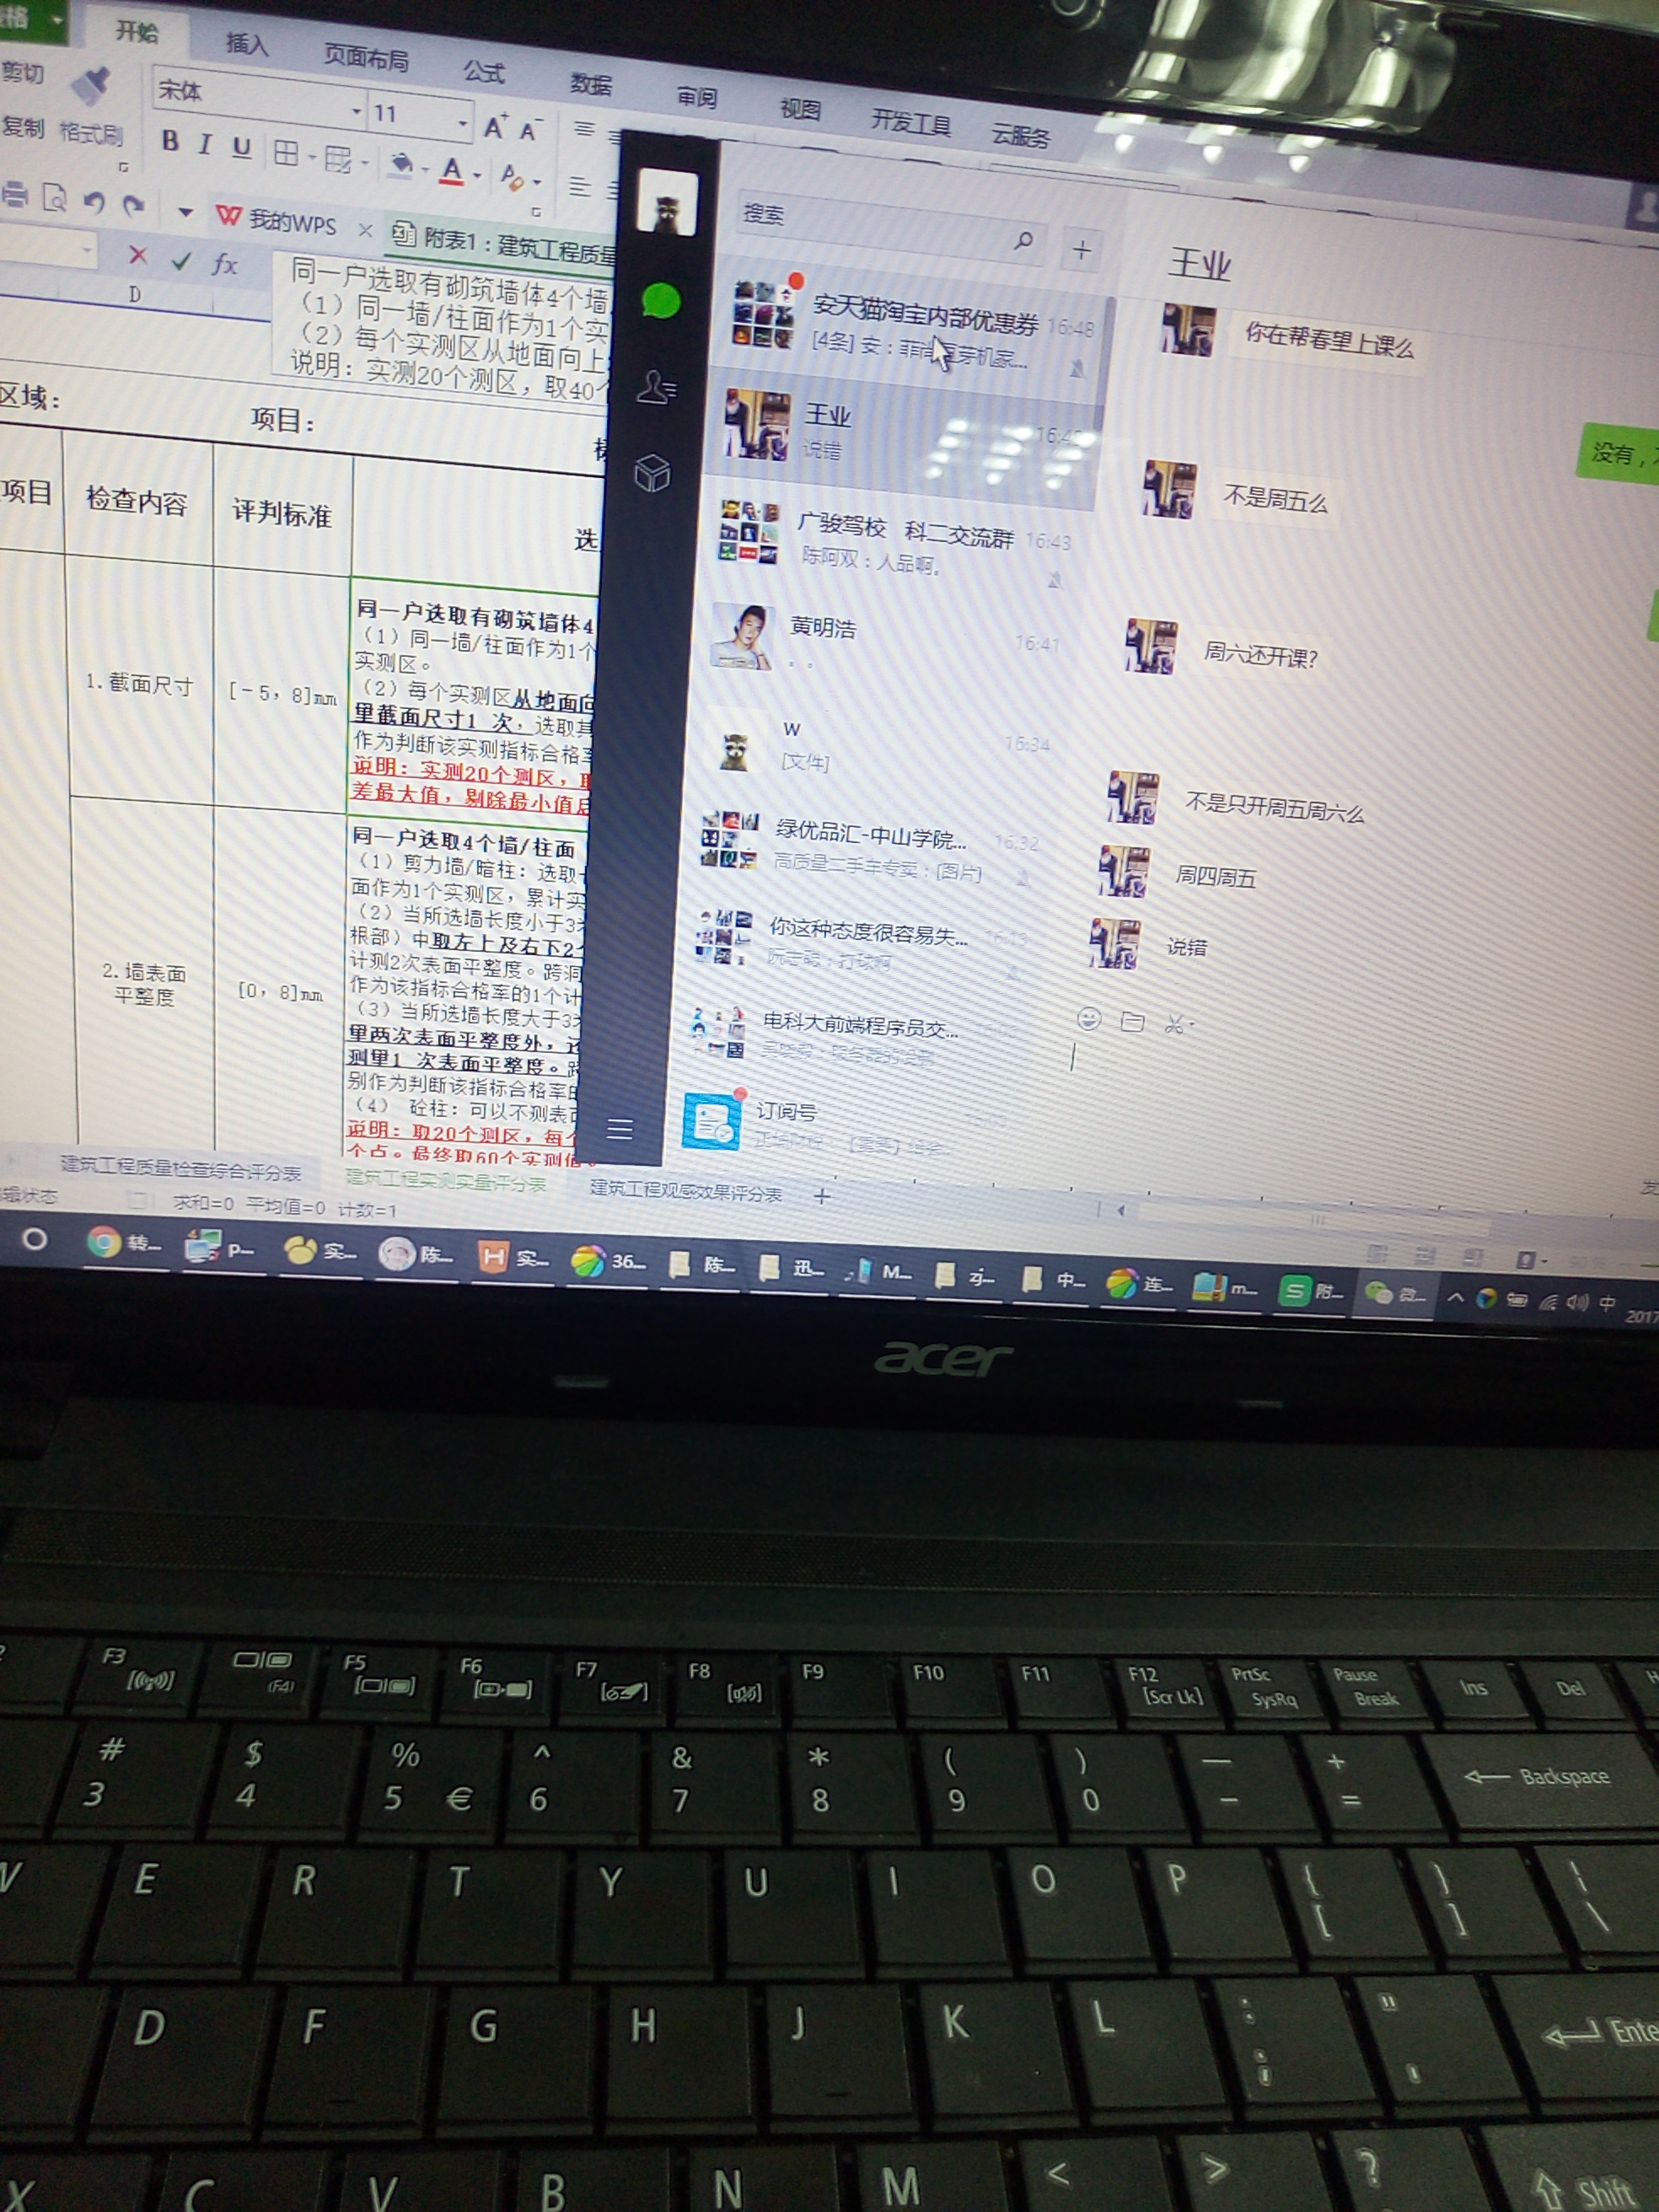 开始 插入 页面布局 公式 数据 审阅 视图 开发工具 云服务
剪切 宋体 11
复制 格式刷 B I U A
我的WPS × 附表1：建筑工程质量
fx 同一户选取有砌筑墙体4个墙
D （1）同一墙/柱面作为1个实
（2）每个实测区从地面向上
说明：实测20个测区，取40个
区域： 项目：
项目 检查内容 评判标准 选
1.截面尺寸 [-5，8]mm
同一户选取有砌筑墙体4
（1）同一墙/柱面作为1个
实测区。
（2）每个实测区从地面向
量截面尺寸1 次，选取其
作为判断该实测指标合格率
说明：实测20个测区，
差最大值，剔除最小值后
2.墙表面
平整度
[0，8]mm
同一户选取4个墙/柱面
（1）剪力墙/暗柱：选取
面作为1个实测区，累计实
（2）当所选墙长度小于3米
根部）中取左上及右下2个
计测2次表面平整度。跨洞
作为该指标合格率的1个计
（3）当所选墙长度大于3米
量两次表面平整度外，还
测量1 次表面平整度。跨
别作为判断该指标合格率的
（4） 砼柱：可以不测表面
说明：取20个测区，每个
个点。最终取60个实测值。
建筑工程质量检查综合评分表 建筑工程实测实量评分表 建筑工程观感效果评分表 +
辑状态 求和=0 平均值=0 计数=1
搜索
安天猫淘宝内部优惠券 16:48
[4条] 安：菲
芽机家...
王业
说错
广骏驾校 科二交流群 16:43
陈阿双：人品啊。
黄明浩 16:41
。。
w 16:34
[文件]
绿优品汇-中山学院... 16:32
高质量二手车专卖：[图片]
你这种态度很容易失... 16:13
阮志聪：打球啊
电科大前端程序员交...
订阅号
王业
你在帮春望上课么
没有，
不是周五么
周六还开课?
不是只开周五周六么
周四周五
说错
发
转... p... 实... 陈... 实... 36... 陈... 迅... M... zj... 中... 连... m... 附... 微... 中 2017
acer
F3 (F4) F5 F6 F7 F8 F9 F10 F11 F12 PrtSc Pause Ins Del
[Scr Lk] SysRq Break
# $ % ^ & * ( ) — +
3 4 5 € 6 7 8 9 0 - = Backspace
E R T Y U I O P { } |
[ ] \
D F G H J K L : "
; ' Ente
X C V B N M < > ? Shift